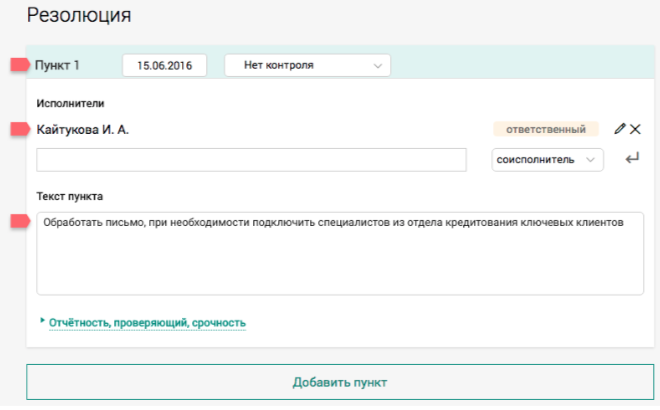 Резолюция
Пункт 1 15.06.2016 Нет контроля
Исполнители
Кайтукова И. А. ответственный
соисполнитель
Текст пункта
Обработать письмо, при необходимости подключить специалистов из отдела кредитования ключевых клиентов
Отчётность, проверяющий, срочность
Добавить пункт